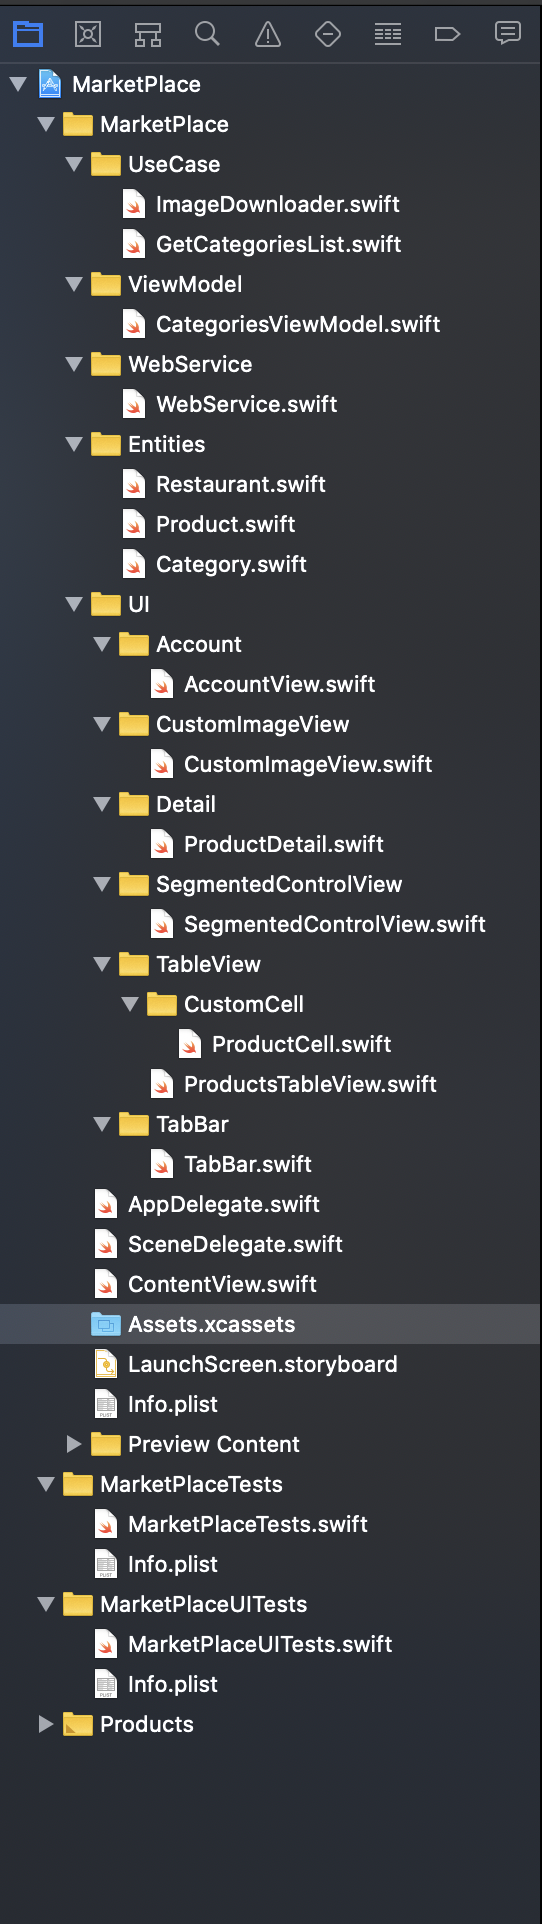 MarketPlace
MarketPlace
UseCase
ImageDownloader.swift
GetCategoriesList.swift
ViewModel
CategoriesViewModel.swift
WebService
WebService.swift
Entities
Restaurant.swift
Product.swift
Category.swift
UI
Account
AccountView.swift
CustomImageView
CustomImageView.swift
Detail
ProductDetail.swift
SegmentedControlView
SegmentedControlView.swift
TableView
CustomCell
ProductCell.swift
ProductsTableView.swift
TabBar
TabBar.swift
AppDelegate.swift
SceneDelegate.swift
ContentView.swift
Assets.xcassets
LaunchScreen.storyboard
Info.plist
Preview Content
MarketPlaceTests
MarketPlaceTests.swift
Info.plist
MarketPlaceUITests
MarketPlaceUITests.swift
Info.plist
Products